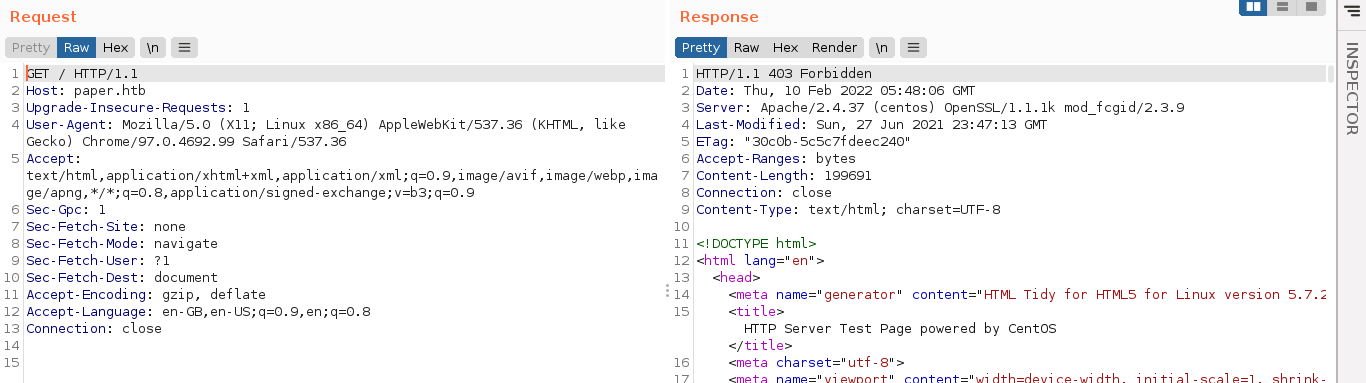 Request
Pretty Raw Hex \n
1 GET / HTTP/1.1
2 Host: paper.htb
3 Upgrade-Insecure-Requests: 1
4 User-Agent: Mozilla/5.0 (X11; Linux x86_64) AppleWebKit/537.36 (KHTML, like
Gecko) Chrome/97.0.4692.99 Safari/537.36
5 Accept:
text/html,application/xhtml+xml,application/xml;q=0.9,image/avif,image/webp,ima
ge/apng,*/*;q=0.8,application/signed-exchange;v=b3;q=0.9
6 Sec-Gpc: 1
7 Sec-Fetch-Site: none
8 Sec-Fetch-Mode: navigate
9 Sec-Fetch-User: ?1
10 Sec-Fetch-Dest: document
11 Accept-Encoding: gzip, deflate
12 Accept-Language: en-GB,en-US;q=0.9,en;q=0.8
13 Connection: close
14
15
Response
Pretty Raw Hex Render \n
1 HTTP/1.1 403 Forbidden
2 Date: Thu, 10 Feb 2022 05:48:06 GMT
3 Server: Apache/2.4.37 (centos) OpenSSL/1.1.1k mod_fcgid/2.3.9
4 Last-Modified: Sun, 27 Jun 2021 23:47:13 GMT
5 ETag: "30c0b-5c5c7fdeec240"
6 Accept-Ranges: bytes
7 Content-Length: 199691
8 Connection: close
9 Content-Type: text/html; charset=UTF-8
10
11 <!DOCTYPE html>
12 <html lang="en">
13 <head>
14 <meta name="generator" content="HTML Tidy for HTML5 for Linux version 5.7.2
15 <title>
HTTP Server Test Page powered by CentOS
</title>
16 <meta charset="utf-8">
17 <meta name="viewport" content="width=device-width, initial-scale=1, shrink-
INSPECTOR